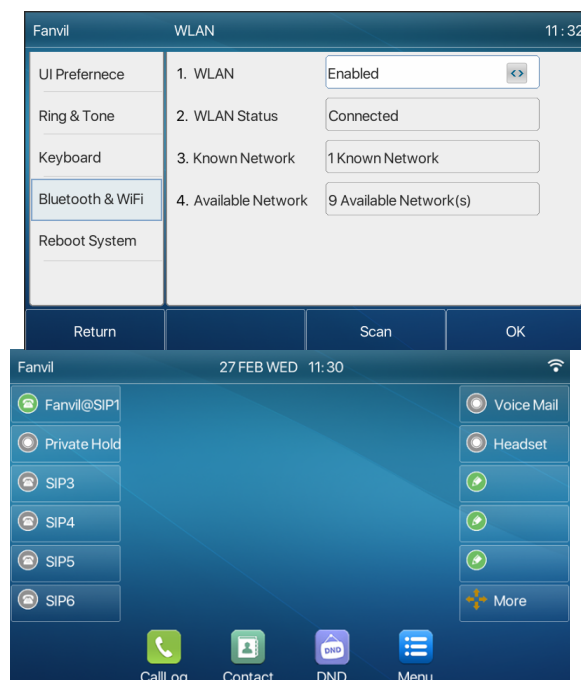 Fanvil WLAN 11:32
UI Prefernece 1. WLAN Enabled
Ring & Tone 2. WLAN Status Connected
Keyboard 3. Known Network 1 Known Network
Bluetooth & WiFi 4. Available Network 9 Available Network(s)
Reboot System
Return Scan OK
Fanvil 27 FEB WED 11:30
Fanvil@SIP1 Voice Mail
Private Hold Headset
SIP3
SIP4
SIP5
SIP6 More
DND
CallLog Contact DND Menu